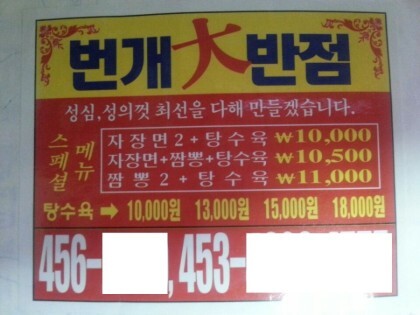 번개大반점
성심,성의껏 최선을 다해 만들겠습니다.
스페셜 메뉴
자장면2+탕수육 ₩10,000
자장면+짬뽕+탕수육 ₩10,500
짬뽕2+탕수육 ₩11,000
탕수육 ➡ 10,000원 13,000원 15,000원 18,000원
456- , 453-